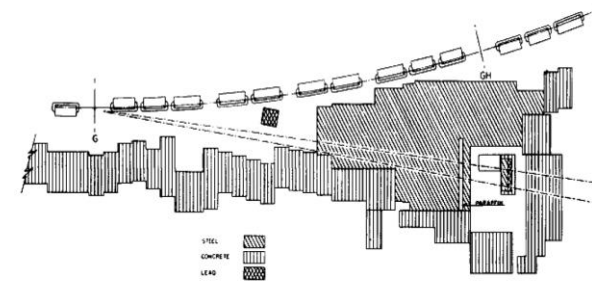 GH
G
PARAFFIN
STEEL
CONCRETE
LEAD